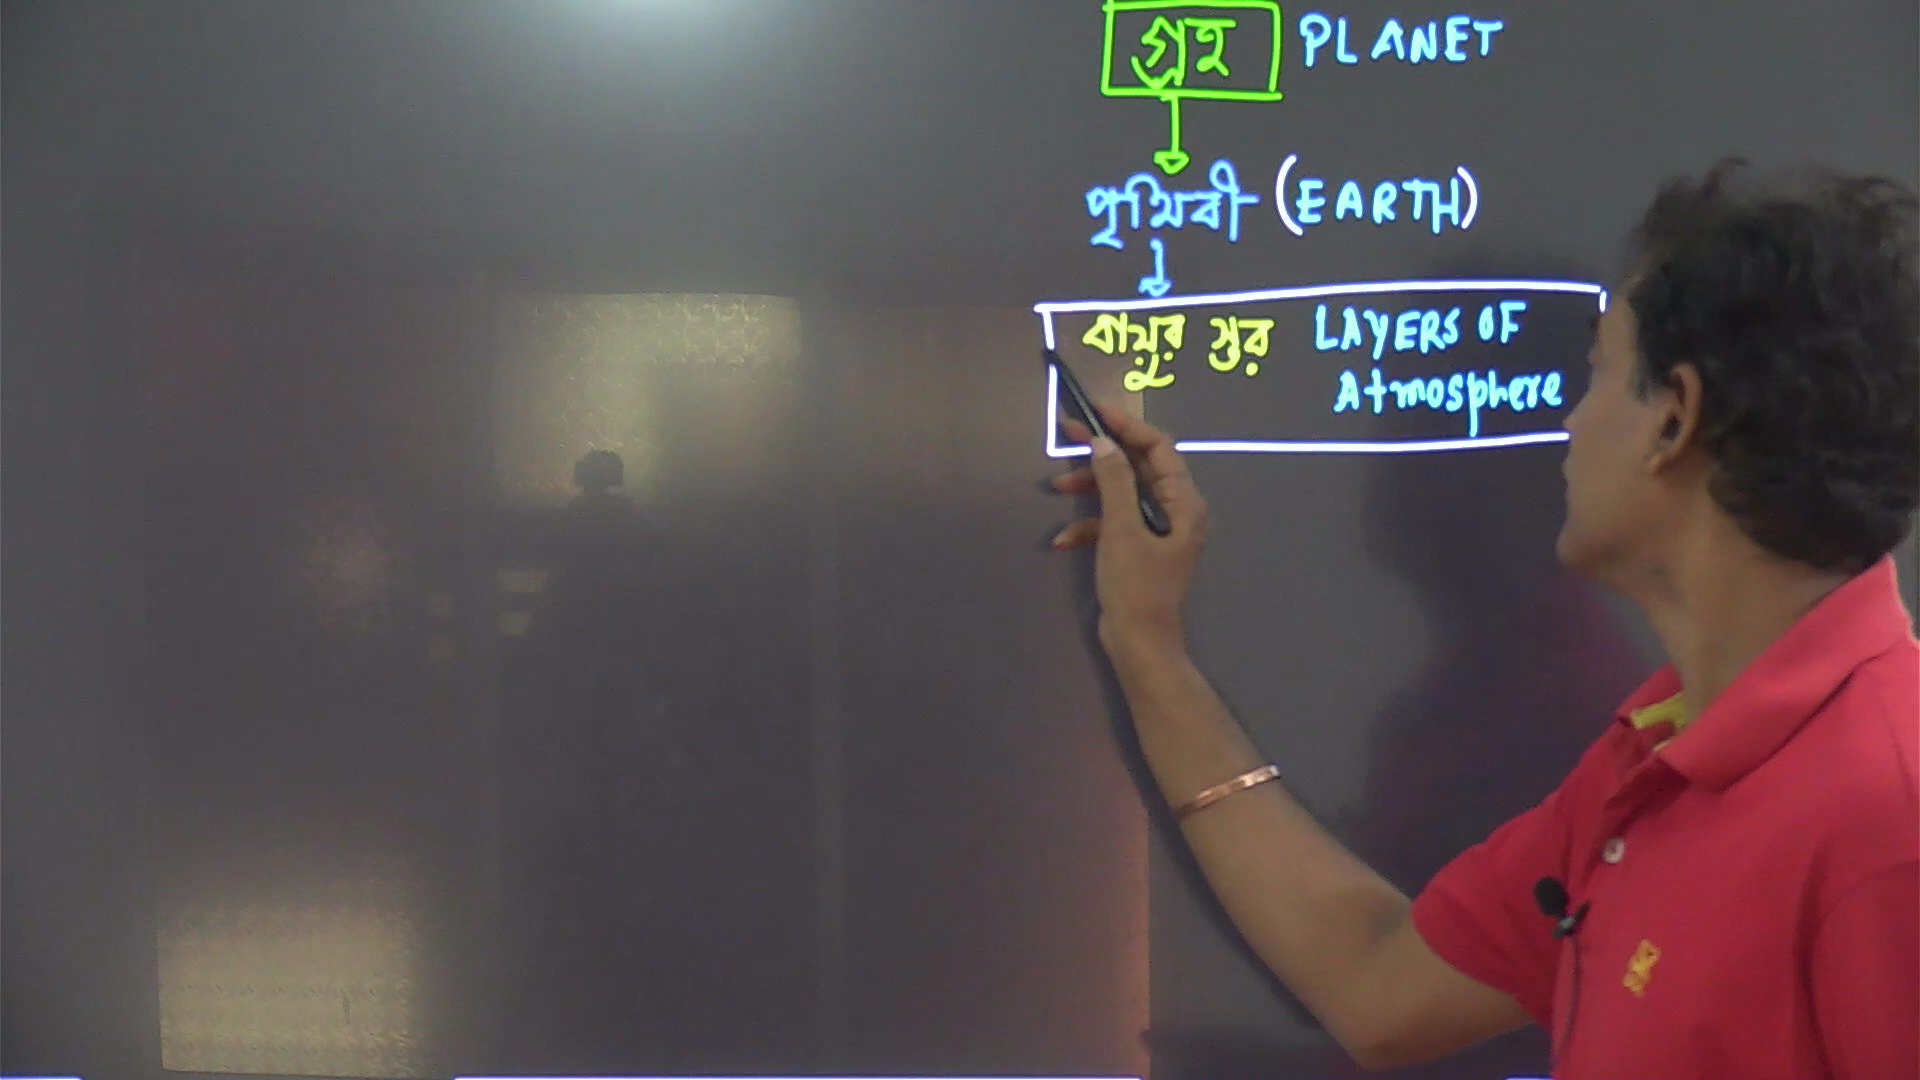 গ্রহ PLANET
পৃথিবী (EARTH)
বায়ুর স্তর LAYERS OF
Atmosphere